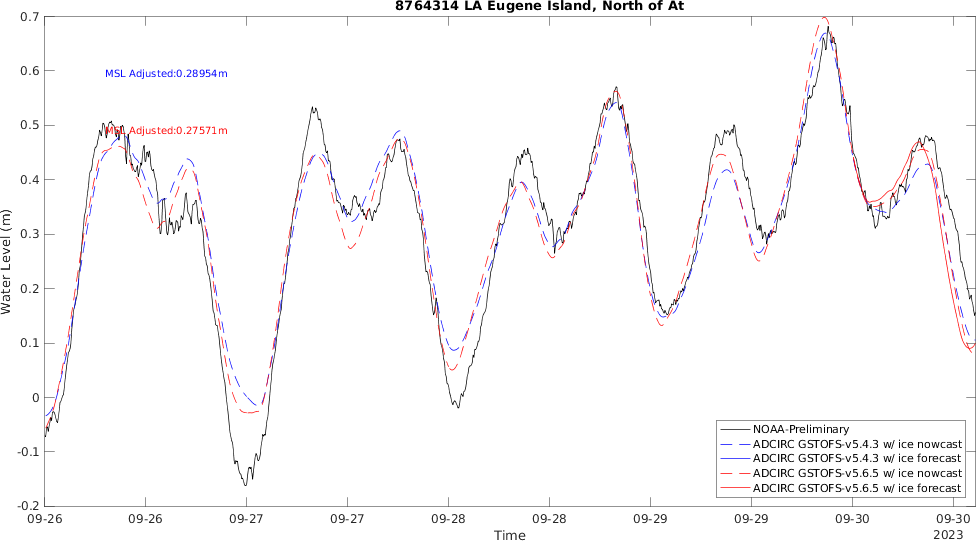 8764314 LA Eugene Island, North of At
0.7
0.6
0.5
0.4
0.3
0.2
0.1
0
-0.1
-0.2
Water Level (m)
MSL Adjusted:0.28954m
MSL Adjusted:0.27571m
NOAA-Preliminary
ADCIRC GSTOFS-v5.4.3 w/ ice nowcast
ADCIRC GSTOFS-v5.4.3 w/ ice forecast
ADCIRC GSTOFS-v5.6.5 w/ ice nowcast
ADCIRC GSTOFS-v5.6.5 w/ ice forecast
09-26 09-26 09-27 09-27 09-28 09-28 09-29 09-29 09-30 09-30
Time 2023